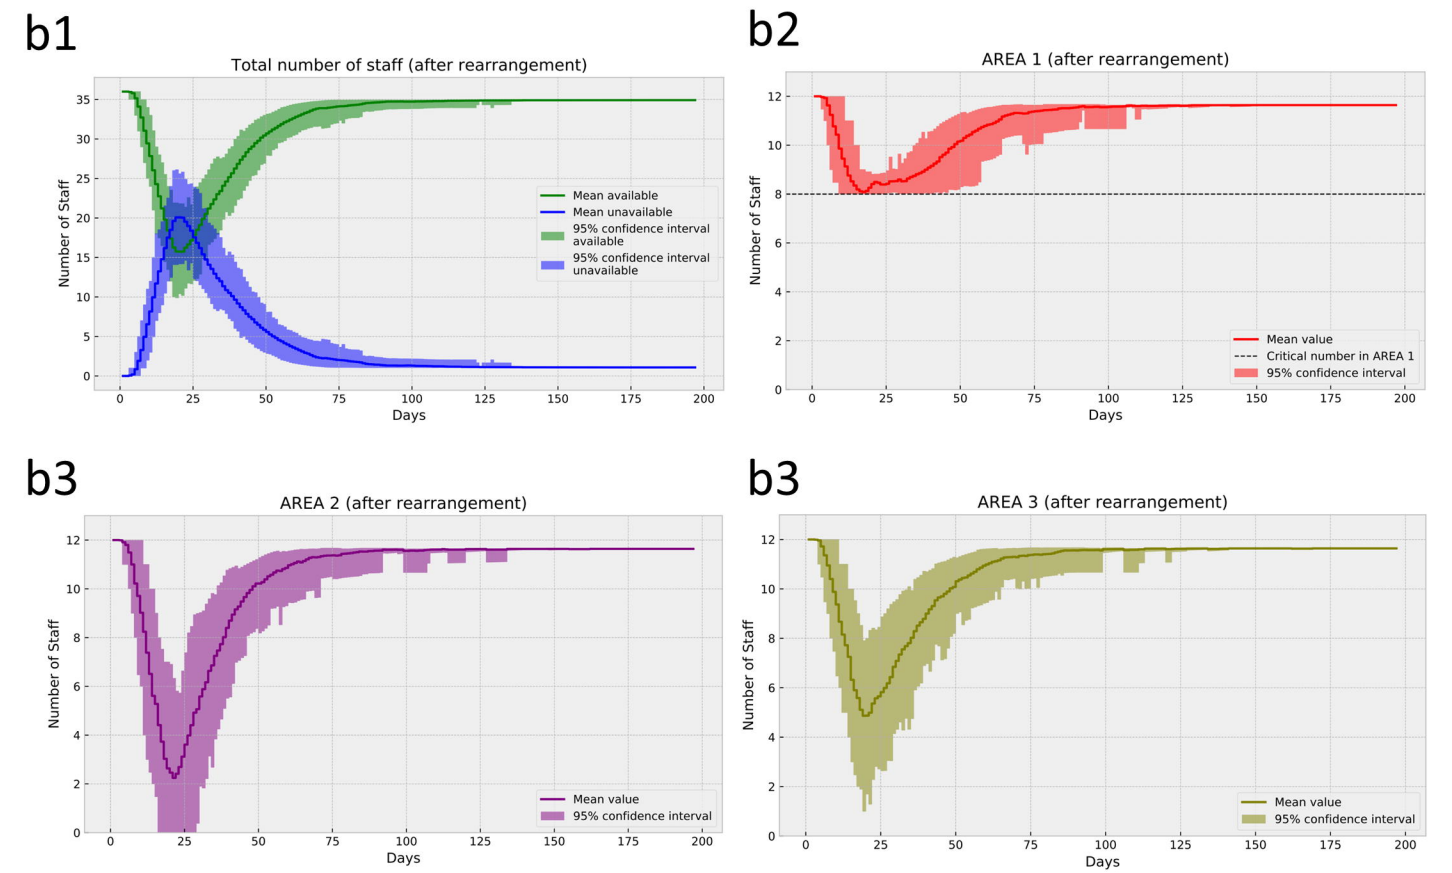 b1
Total number of staff (after rearrangement)
Number of Staff
35
30
25
20
15
10
5
0
Mean available
Mean unavailable
95% confidence interval
available
95% confidence interval
unavailable
0 25 50 75 100 125 150 175 200
Days
b2
AREA 1 (after rearrangement)
Number of Staff
12
10
8
6
4
2
0
Mean value
Critical number in AREA 1
95% confidence interval
0 25 50 75 100 125 150 175 200
Days
b3
AREA 2 (after rearrangement)
Number of Staff
12
10
8
6
4
2
0
Mean value
95% confidence interval
0 25 50 75 100 125 150 175 200
Days
b3
AREA 3 (after rearrangement)
Number of Staff
12
10
8
6
4
2
0
Mean value
95% confidence interval
0 25 50 75 100 125 150 175 200
Days